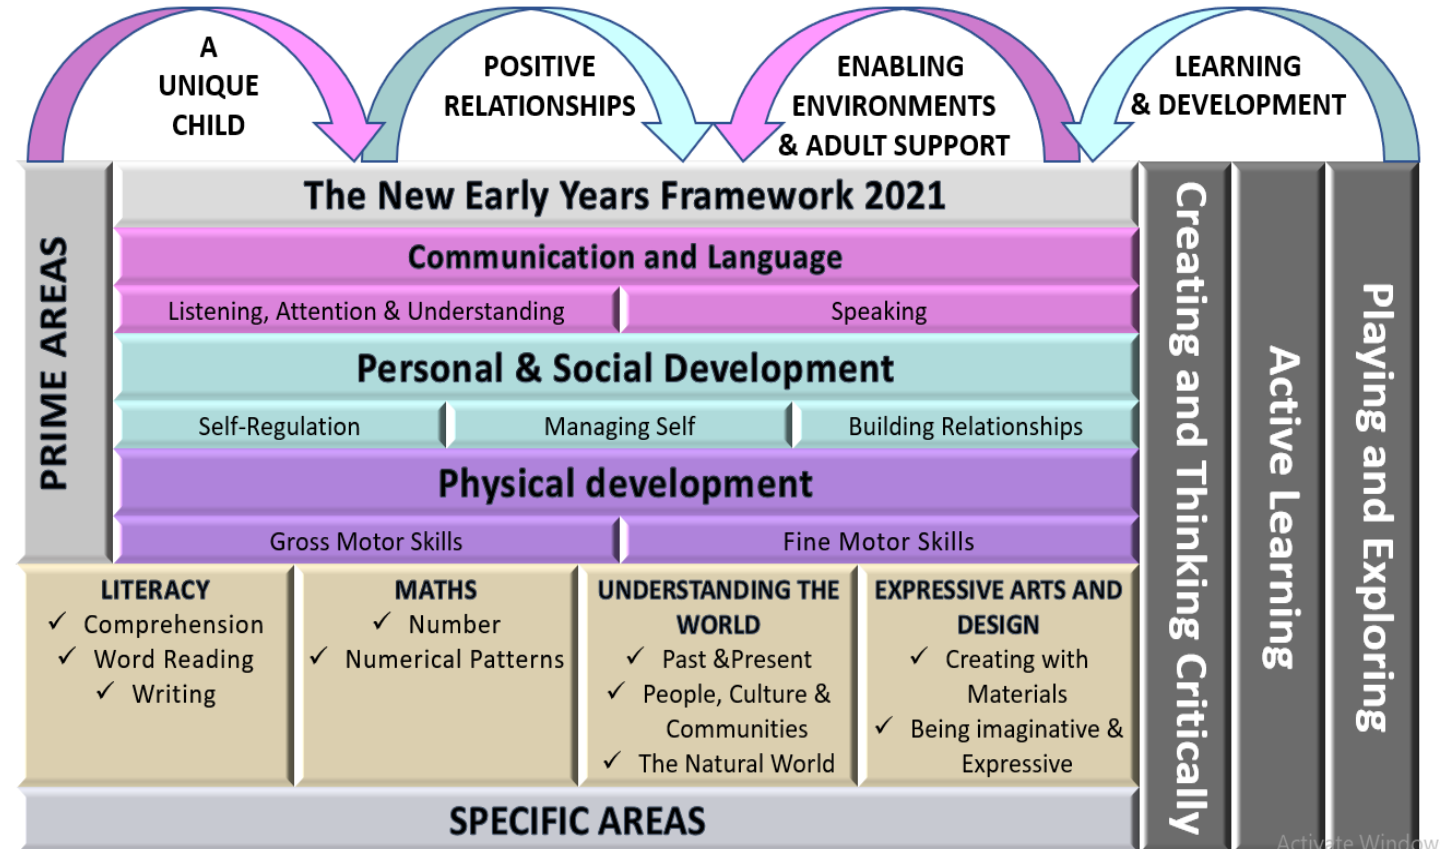 A
UNIQUE
CHILD
POSITIVE
RELATIONSHIPS
ENABLING
ENVIRONMENTS
& ADULT SUPPORT
LEARNING
& DEVELOPMENT
PRIME AREAS
The New Early Years Framework 2021
Communication and Language
Listening, Attention & Understanding
Speaking
Personal & Social Development
Self-Regulation
Managing Self
Building Relationships
Physical development
Gross Motor Skills
Fine Motor Skills
LITERACY
✓ Comprehension
✓ Word Reading
✓ Writing
MATHS
✓ Number
✓ Numerical Patterns
UNDERSTANDING THE
WORLD
✓ Past &Present
✓ People, Culture &
Communities
✓ The Natural World
EXPRESSIVE ARTS AND
DESIGN
✓ Creating with
Materials
✓ Being imaginative &
Expressive
SPECIFIC AREAS
Creating and Thinking Critically
Active Learning
Playing and Exploring
Activate Window